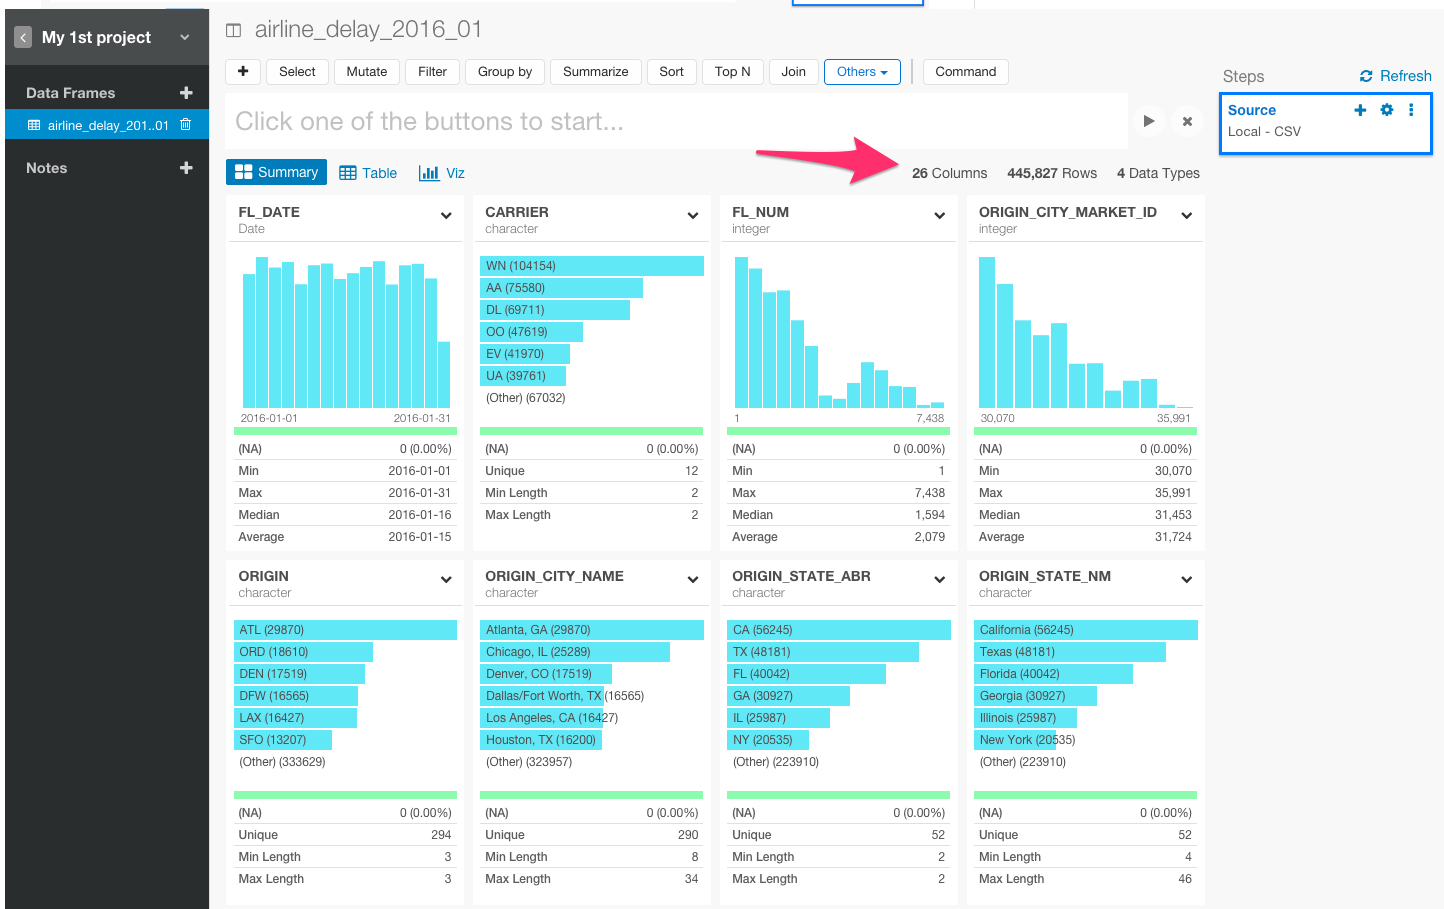 My 1st project
Data Frames
airline_delay_201..01
Notes
airline_delay_2016_01
Select Mutate Filter Group by Summarize Sort Top N Join Others Command
Click one of the buttons to start...
Summary Table Viz
26 Columns 445,827 Rows 4 Data Types
Steps Refresh
Source
Local - CSV
FL_DATE
Date
2016-01-01 2016-01-31
(NA) 0 (0.00%)
Min 2016-01-01
Max 2016-01-31
Median 2016-01-16
Average 2016-01-15
CARRIER
character
WN (104154)
AA (75580)
DL (69711)
OO (47619)
EV (41970)
UA (39761)
(Other) (67032)
(NA) 0 (0.00%)
Unique 12
Min Length 2
Max Length 2
FL_NUM
integer
1 7,438
(NA) 0 (0.00%)
Min 1
Max 7,438
Median 1,594
Average 2,079
ORIGIN_CITY_MARKET_ID
integer
30,070 35,991
(NA) 0 (0.00%)
Min 30,070
Max 35,991
Median 31,453
Average 31,724
ORIGIN
character
ATL (29870)
ORD (18610)
DEN (17519)
DFW (16565)
LAX (16427)
SFO (13207)
(Other) (333629)
(NA) 0 (0.00%)
Unique 294
Min Length 3
Max Length 3
ORIGIN_CITY_NAME
character
Atlanta, GA (29870)
Chicago, IL (25289)
Denver, CO (17519)
Dallas/Fort Worth, TX (16565)
Los Angeles, CA (16427)
Houston, TX (16200)
(Other) (323957)
(NA) 0 (0.00%)
Unique 290
Min Length 8
Max Length 34
ORIGIN_STATE_ABR
character
CA (56245)
TX (48181)
FL (40042)
GA (30927)
IL (25987)
NY (20535)
(Other) (223910)
(NA) 0 (0.00%)
Unique 52
Min Length 2
Max Length 2
ORIGIN_STATE_NM
character
California (56245)
Texas (48181)
Florida (40042)
Georgia (30927)
Illinois (25987)
New York (20535)
(Other) (223910)
(NA) 0 (0.00%)
Unique 52
Min Length 4
Max Length 46